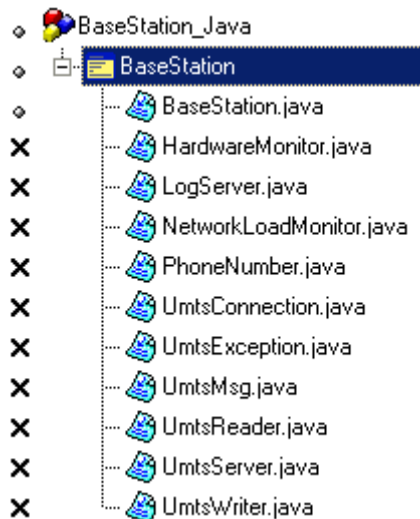 BaseStation_Java
BaseStation
BaseStation.java
HardwareMonitor.java
LogServer.java
NetworkLoadMonitor.java
PhoneNumber.java
UmtsConnection.java
UmtsException.java
UmtsMsg.java
UmtsReader.java
UmtsServer.java
UmtsWriter.java